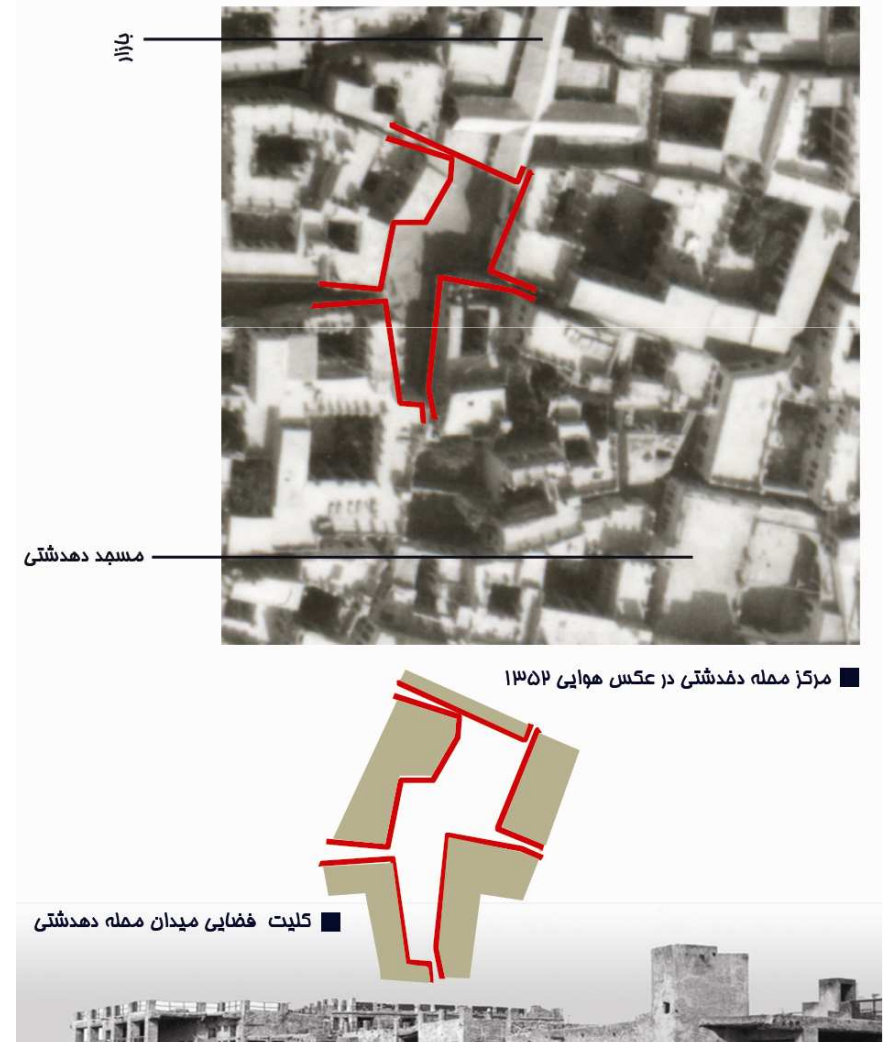 بازار
مسجد دهدشتی
مرکز محله دهدشتی در عکس هوایی ۱۳۵۲
کلیت فضایی میدان محله دهدشتی